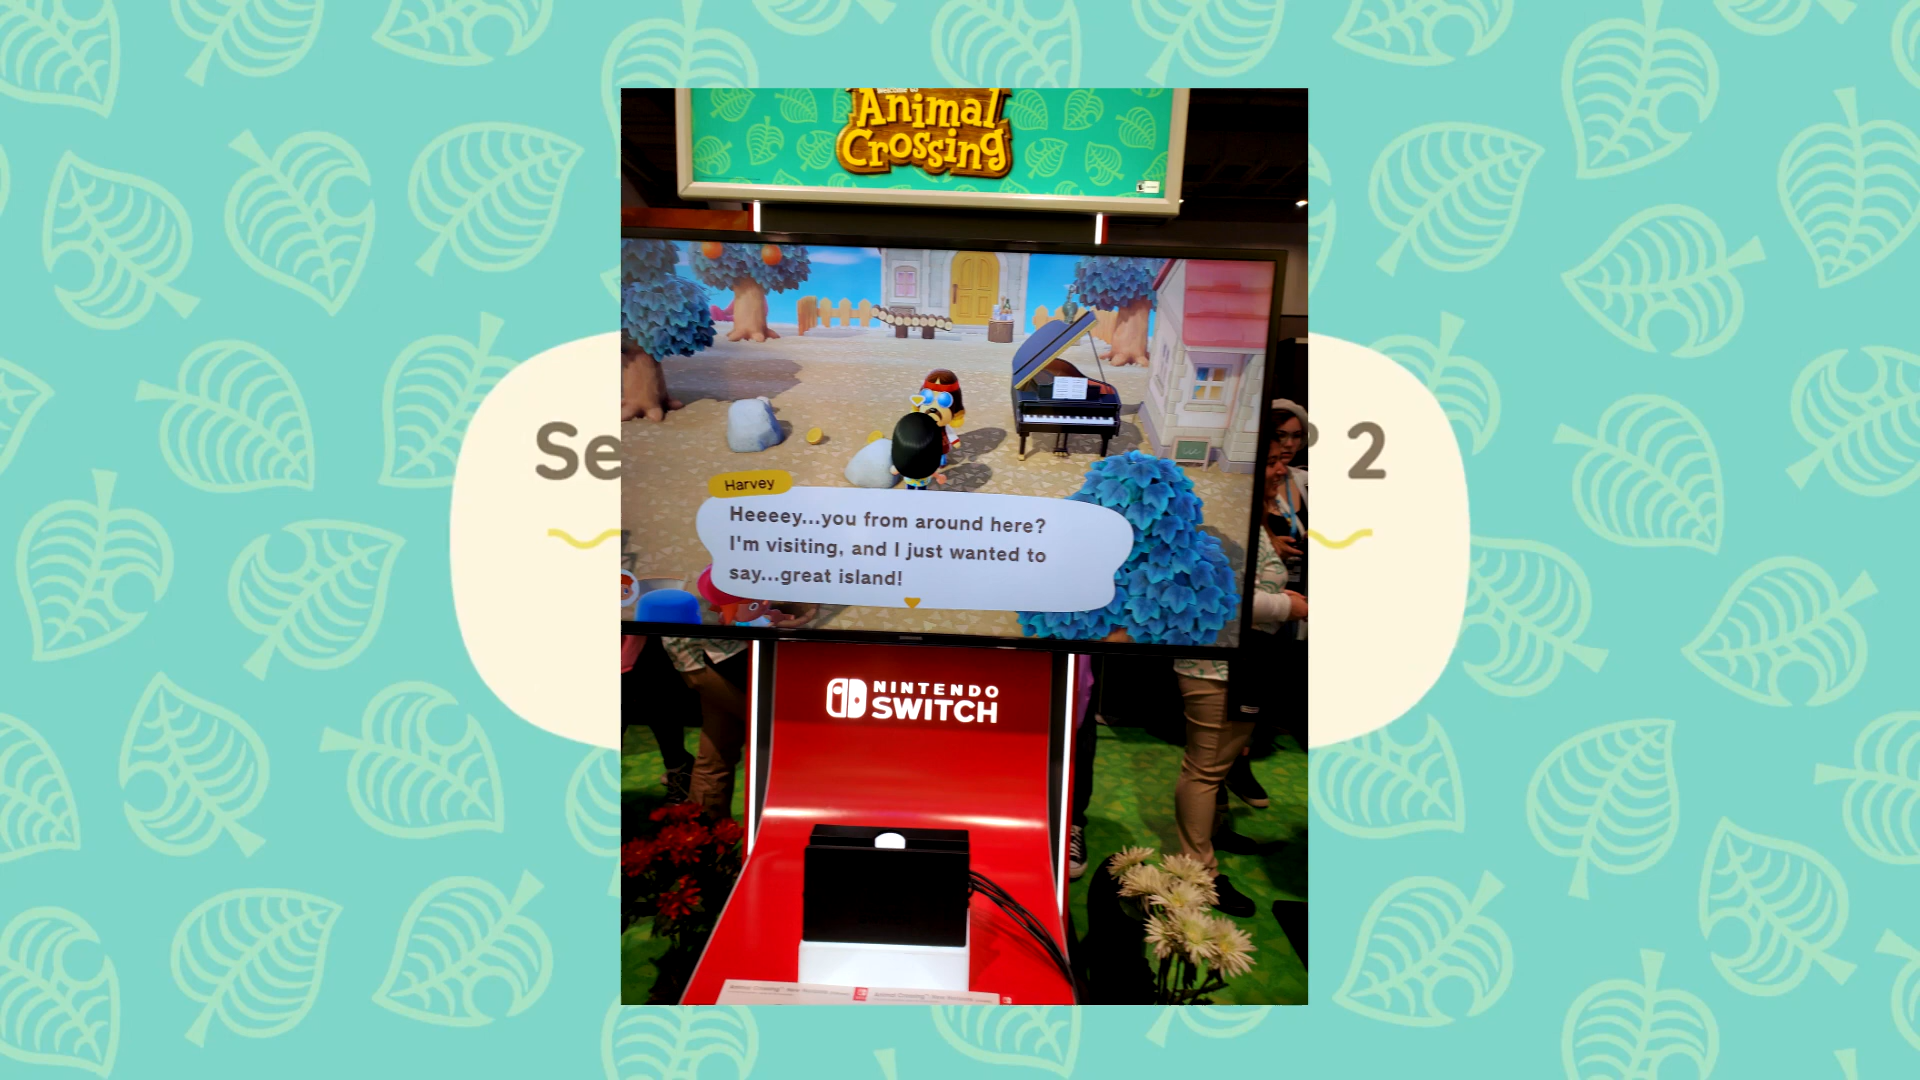 Animal
Crossing
Se
2
Harvey
Heeeey...you from around here?
I'm visiting, and I just wanted to
say...great island!
NINTENDO
SWITCH